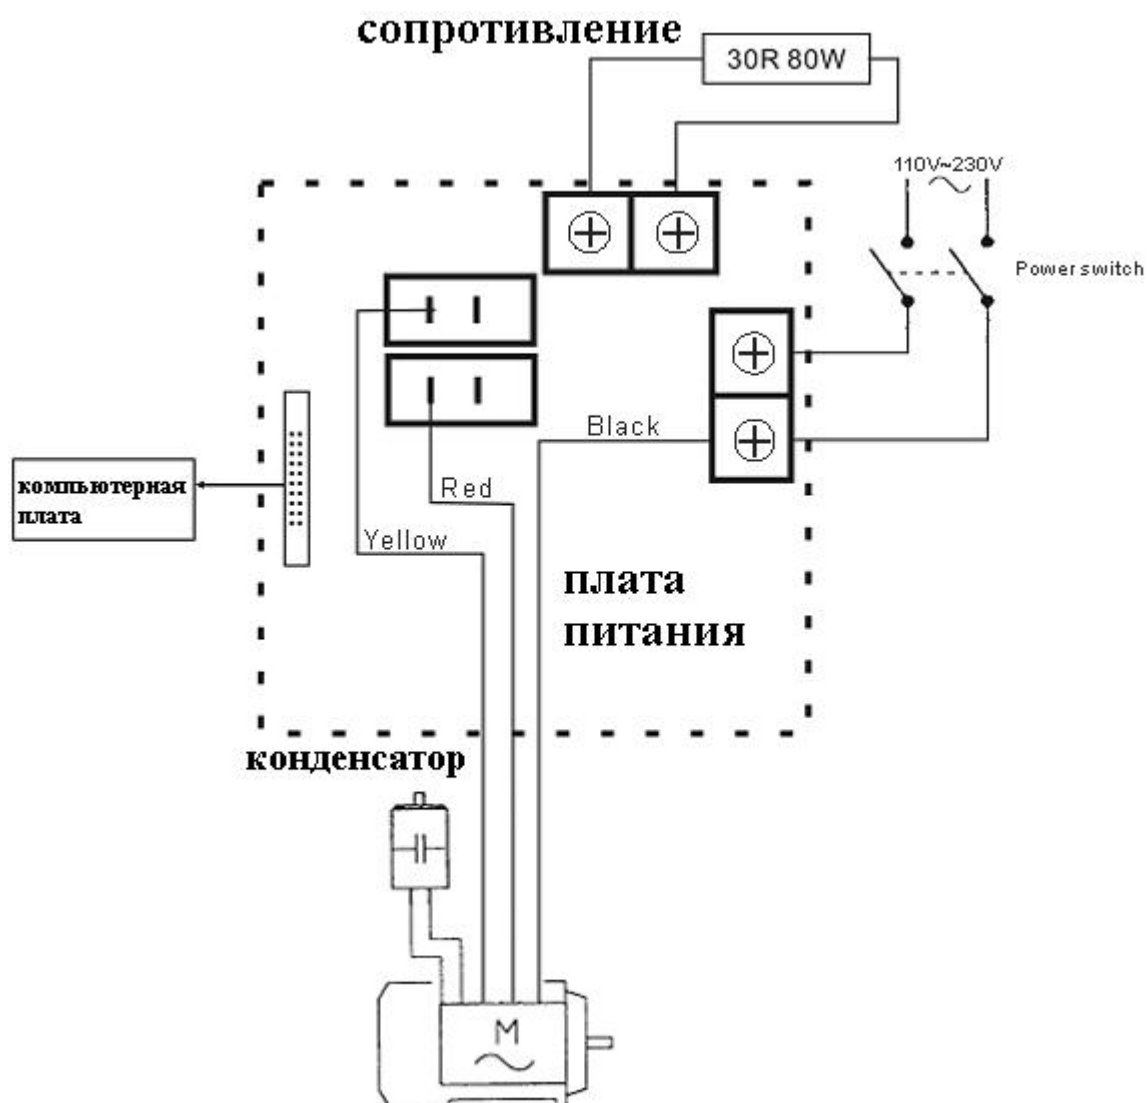 сопротивление
30R 80W
110V~230V
Power switch
Black
Red
компьютерная
плата
Yellow
плата
питания
конденсатор
M